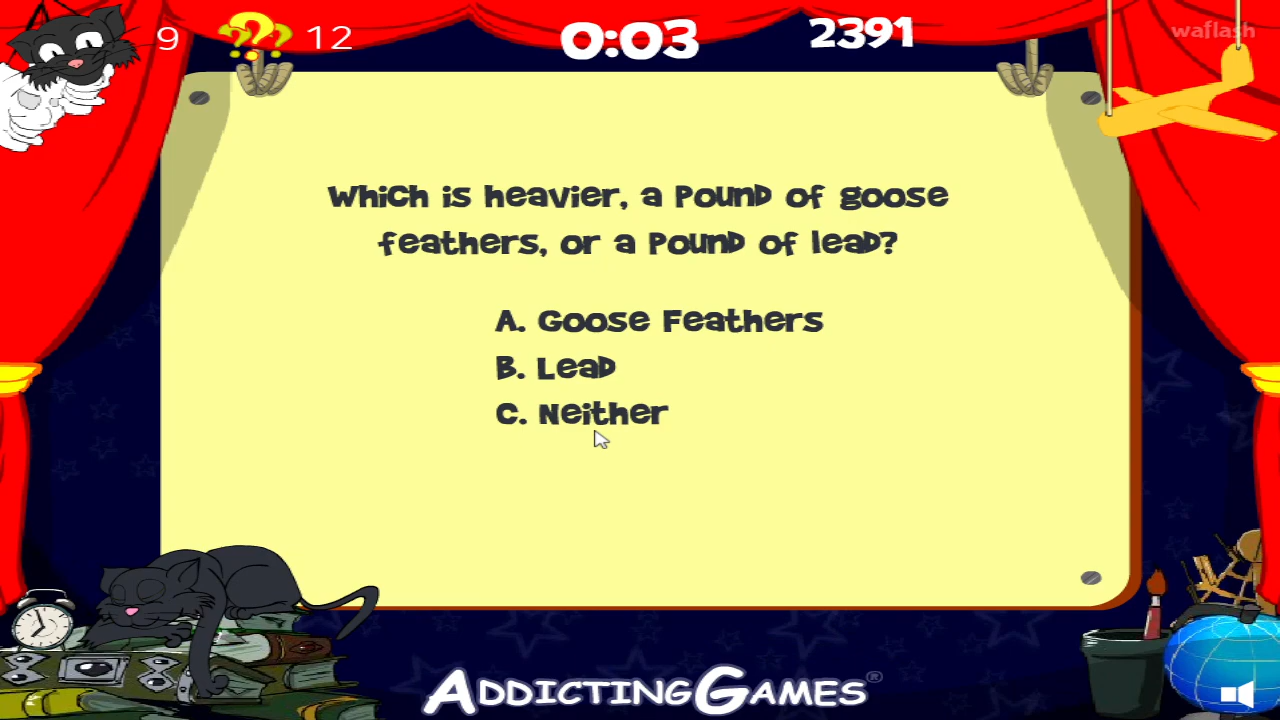 9 ??? 12 0:03 2391 waflash
Which is heavier, a pound of goose
feathers, or a pound of lead?
A. Goose Feathers
B. Lead
C. Neither
AddictingGames®